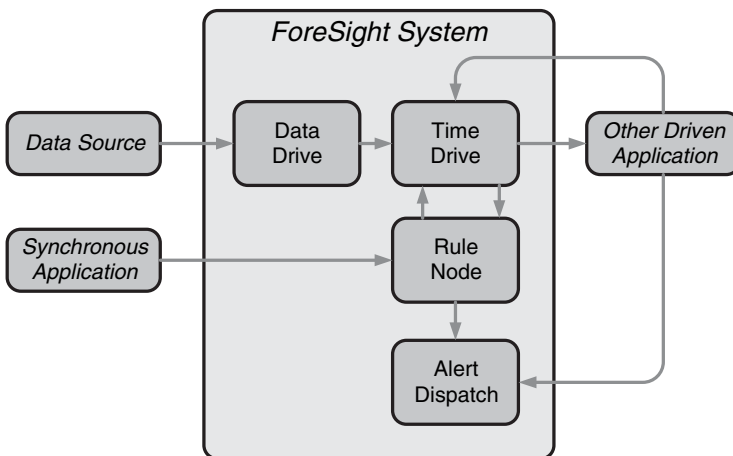 ForeSight System
Data Source
Data
Drive
Time
Drive
Other Driven
Application
Synchronous
Application
Rule
Node
Alert
Dispatch